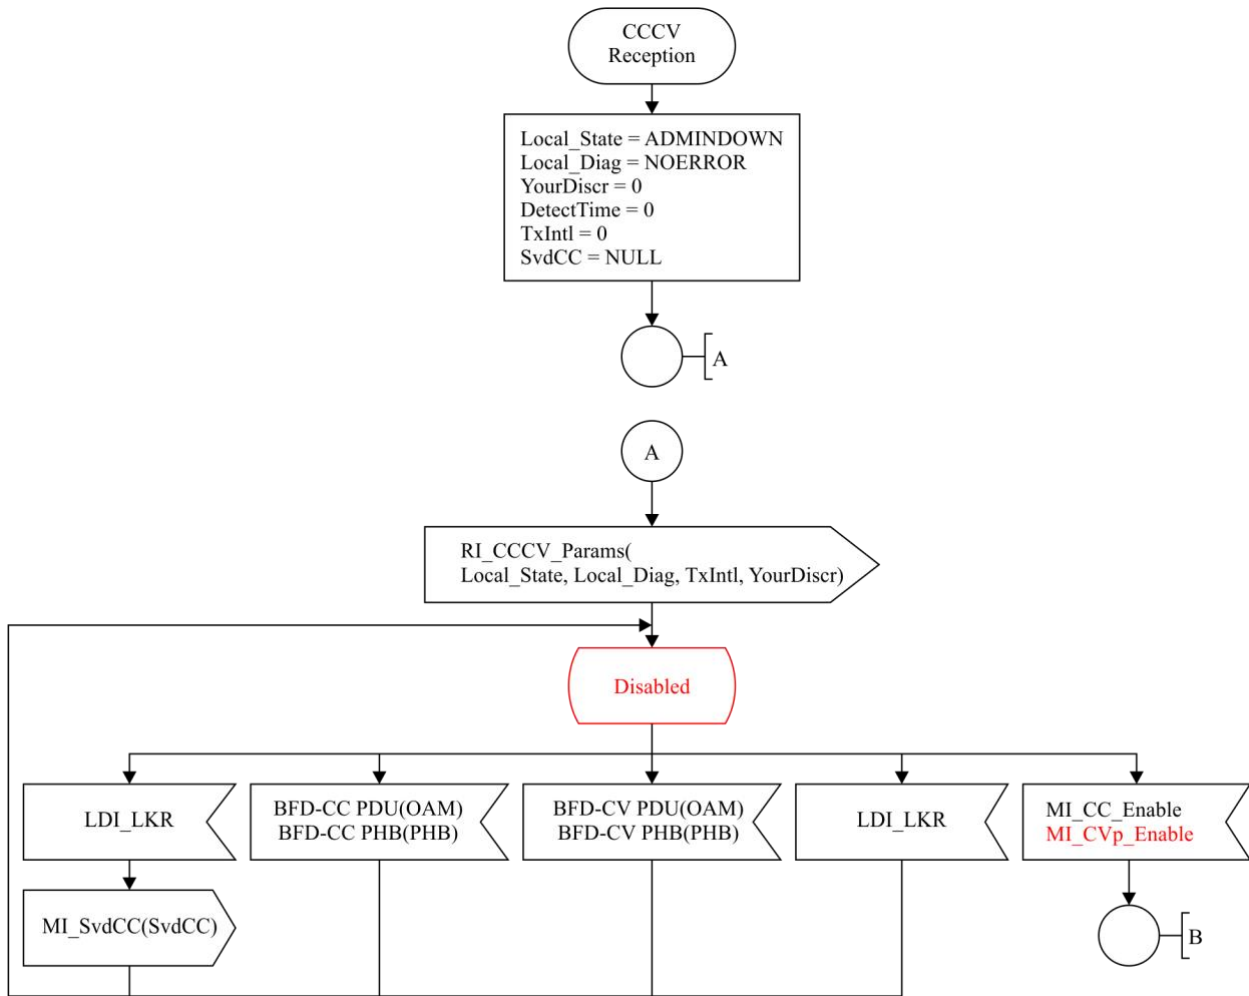 CCCV
Reception
Local_State = ADMINDOWN
Local_Diag = NOERROR
YourDiscr = 0
DetectTime = 0
TxIntl = 0
SvdCC = NULL
A
A
RI_CCCV_Params(
Local_State, Local_Diag, TxIntl, YourDiscr)
Disabled
LDI_LKR
BFD-CC PDU(OAM)
BFD-CC PHB(PHB)
BFD-CV PDU(OAM)
BFD-CV PHB(PHB)
LDI_LKR
MI_CC_Enable
MI_CVp_Enable
MI_SvdCC(SvdCC)
B